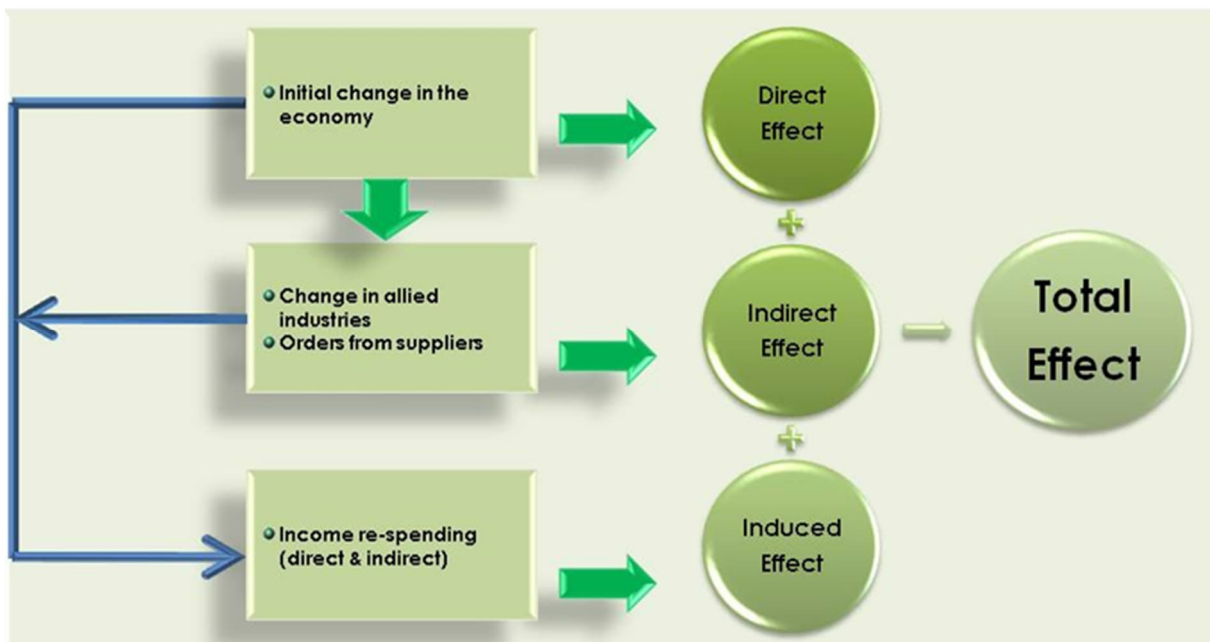 Initial change in the
economy
Direct
Effect
+
Change in allied
industries
Orders from suppliers
Indirect
Effect
Total
Effect
+
Income re-spending
(direct & indirect)
Induced
Effect